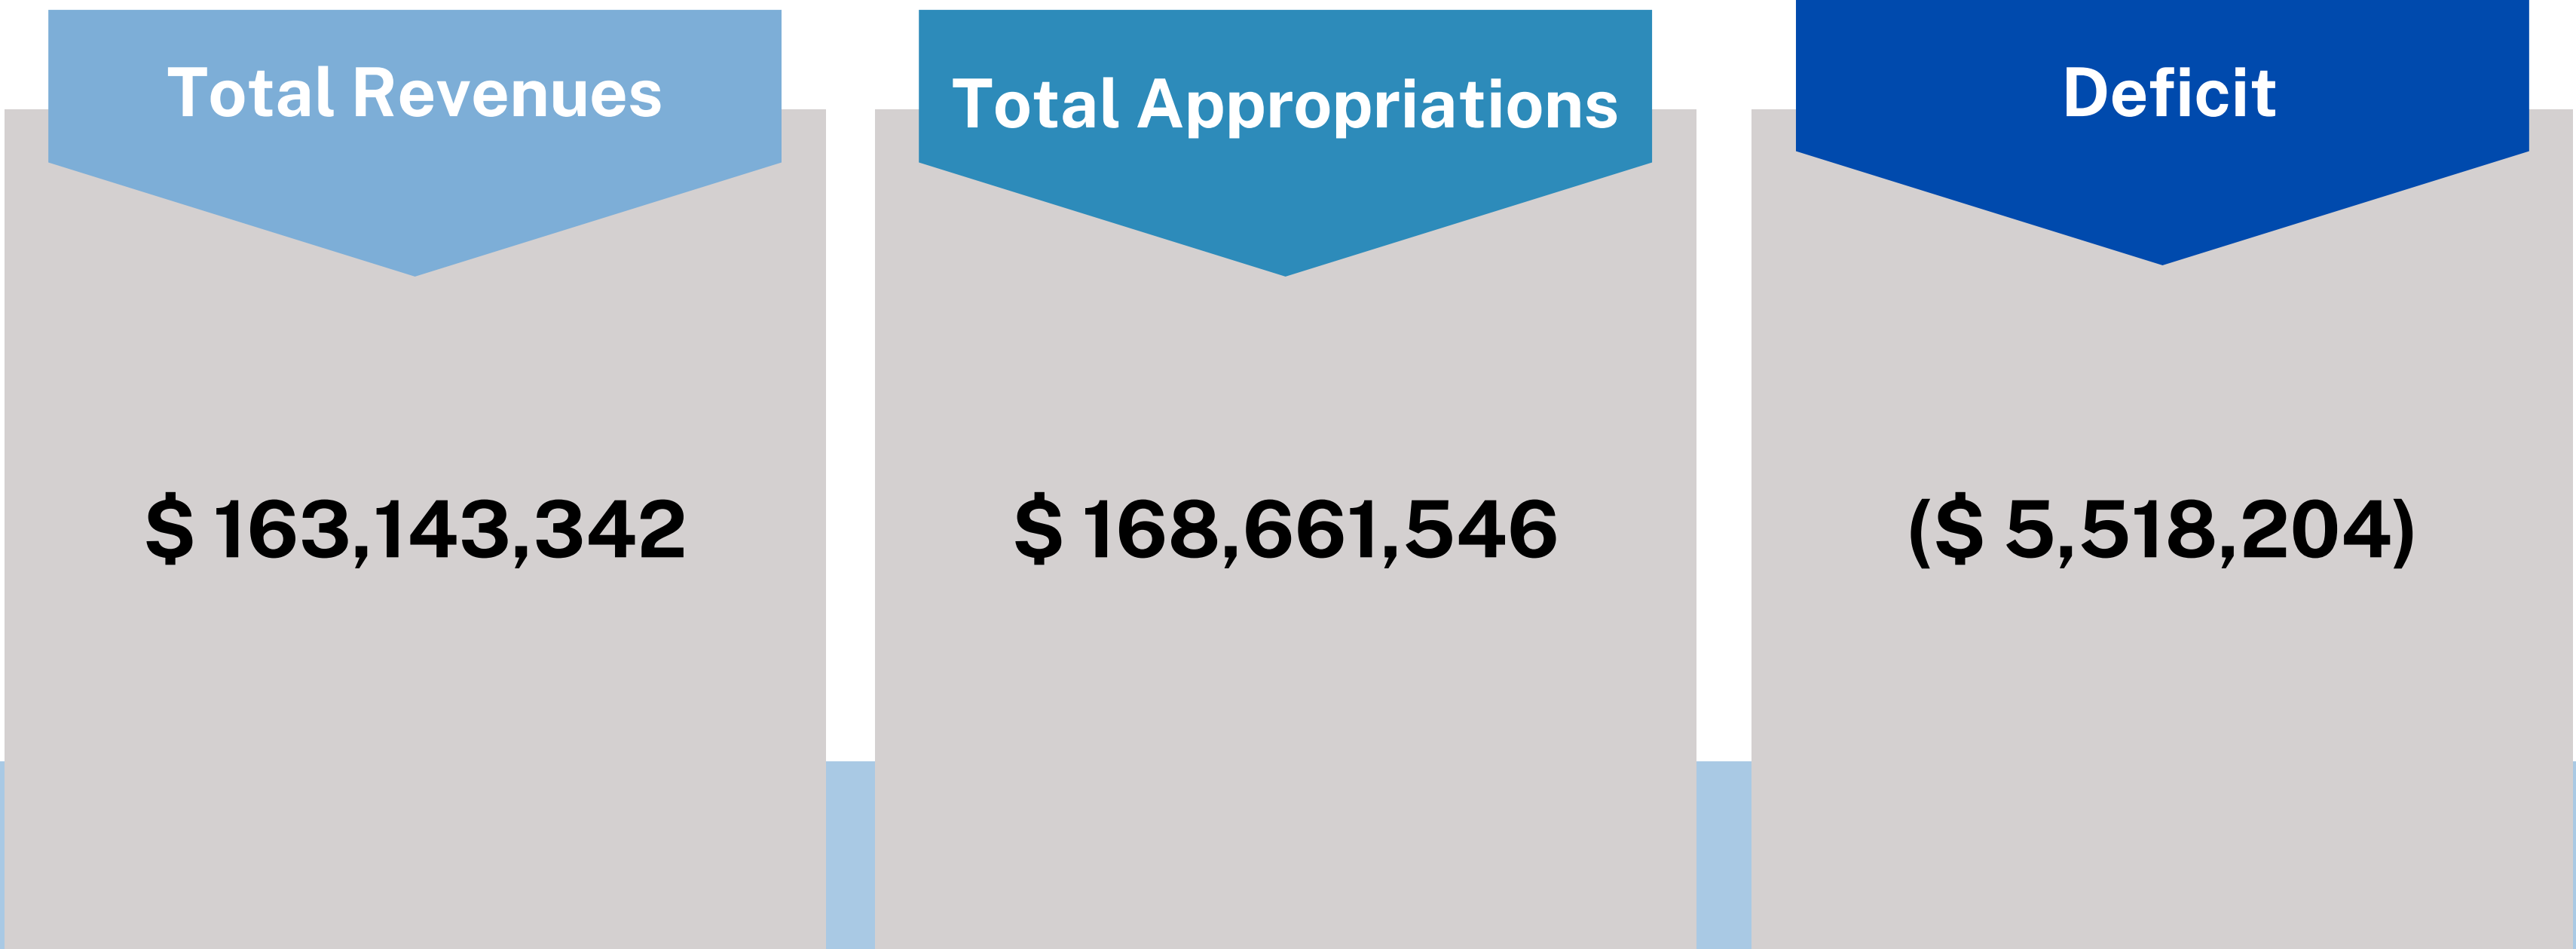 Total Revenues
$ 163,143,342
Total Appropriations
$ 168,661,546
Deficit
($ 5,518,204)